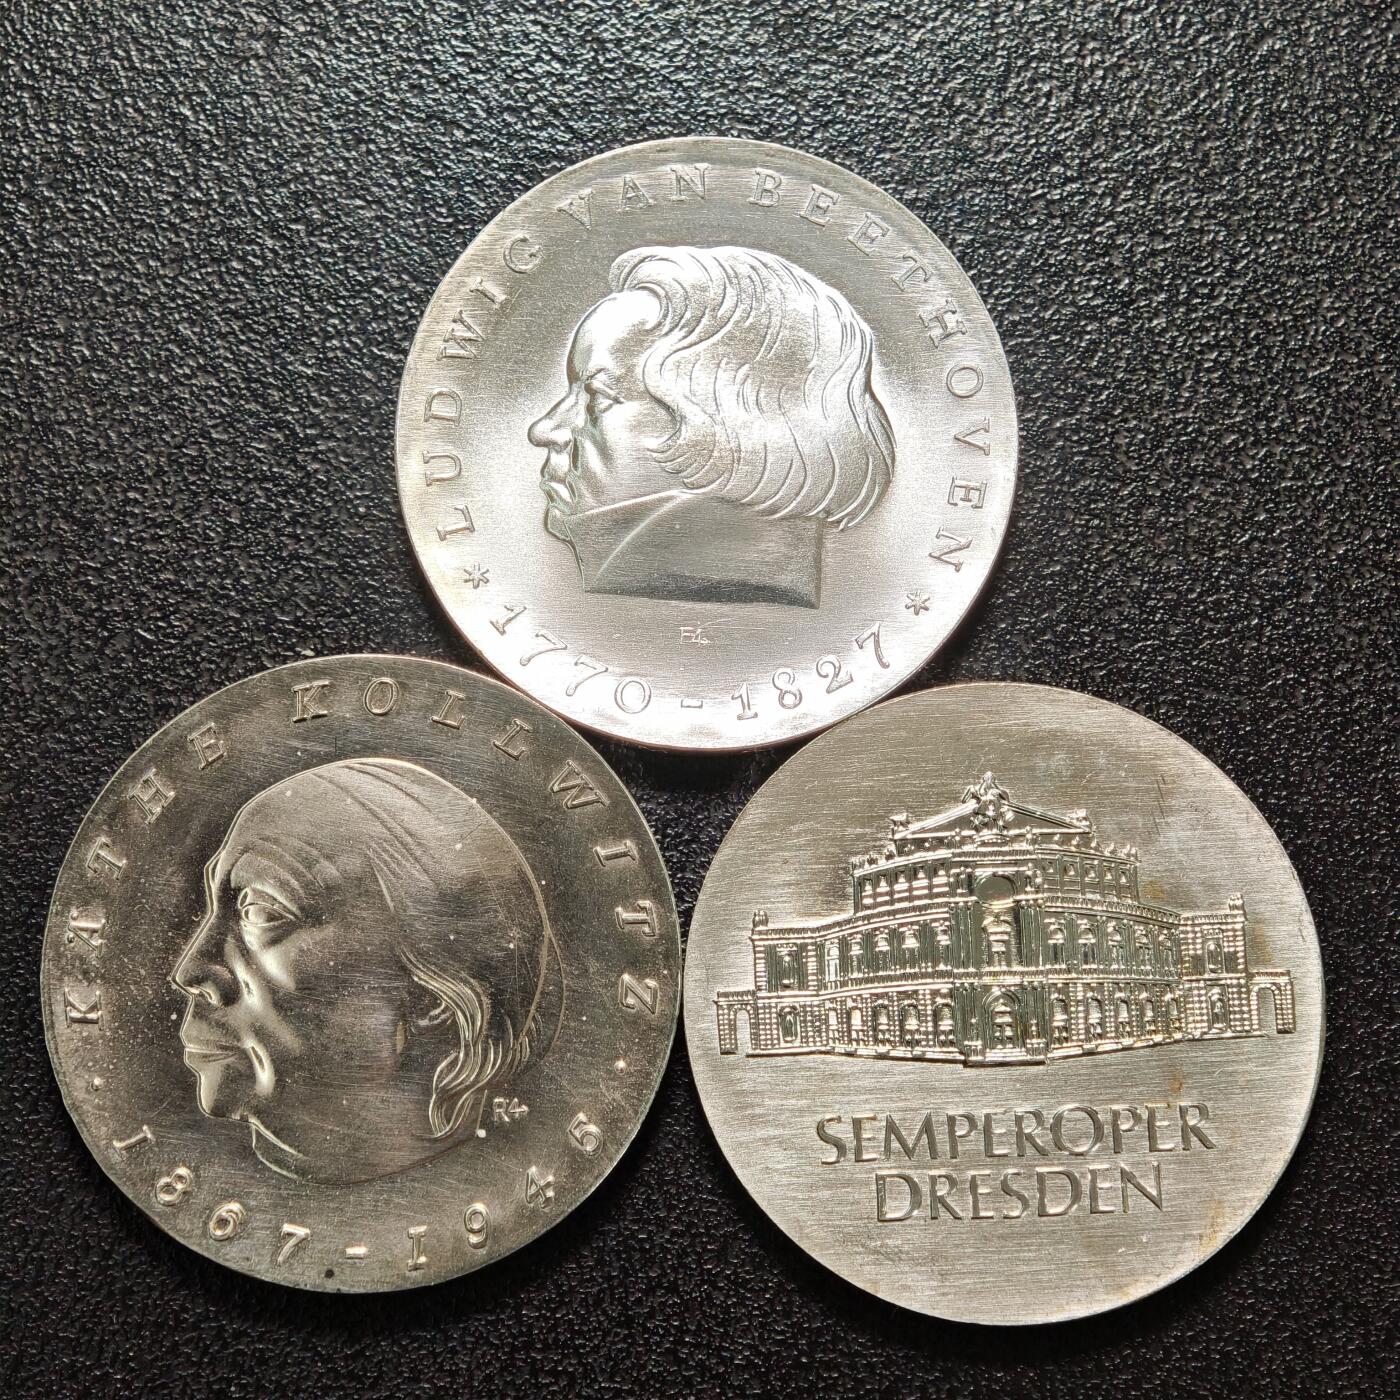 LUDWIG VAN BEETHOVEN
* 1770-1827 *
· KÄTHE KOLLWITZ ·
1867-1945
SEMPEROPER
DRESDEN